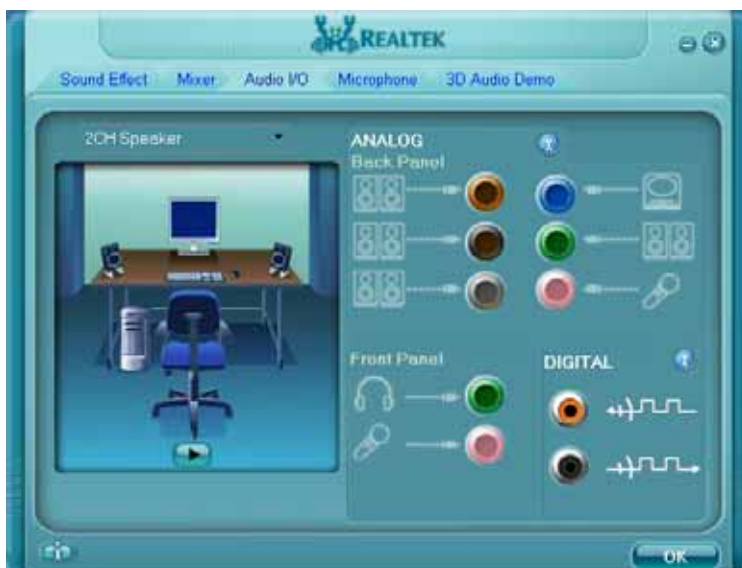 REALTEK
Sound Effect Mixer Audio I/O Microphone 3D Audio Demo
2CH Speaker
ANALOG
Back Panel
Front Panel
DIGITAL
OK